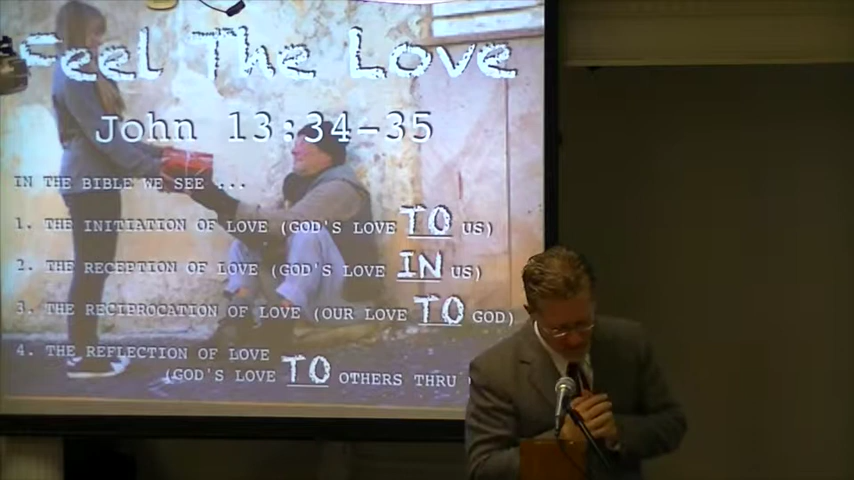 Feel The Love
John 13:34-35
IN THE BIBLE WE SEE ...
1. THE INITIATION OF LOVE (GOD'S LOVE TO US)
2. THE RECEPTION OF LOVE (GOD'S LOVE IN US)
3. THE RECIPROCATION OF LOVE (OUR LOVE TO GOD)
4. THE REFLECTION OF LOVE
(GOD'S LOVE TO OTHERS THRU